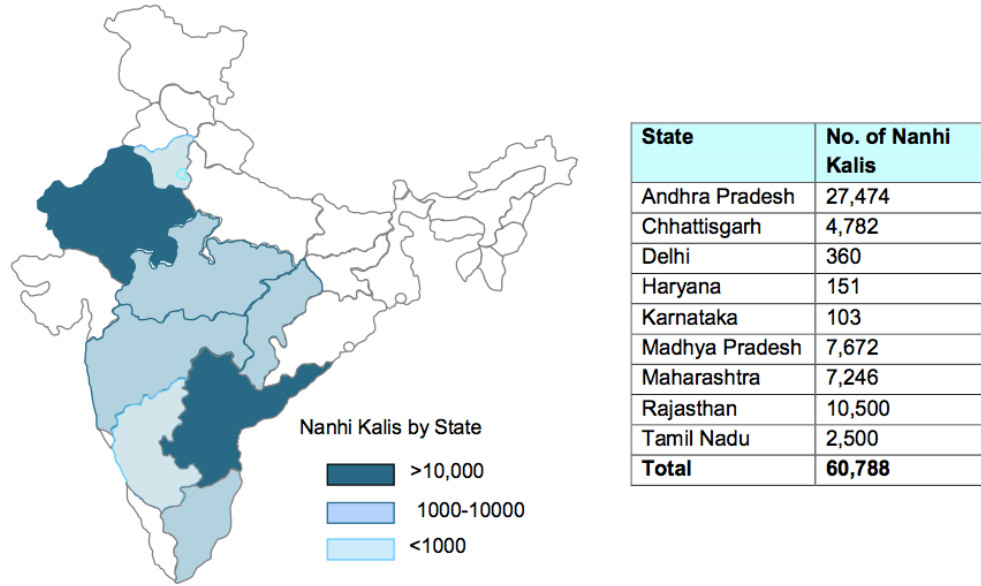 Nanhi Kalis by State
>10,000
1000-10000
<1000
State No. of Nanhi
Kalis
Andhra Pradesh 27,474
Chhattisgarh 4,782
Delhi 360
Haryana 151
Karnataka 103
Madhya Pradesh 7,672
Maharashtra 7,246
Rajasthan 10,500
Tamil Nadu 2,500
Total 60,788